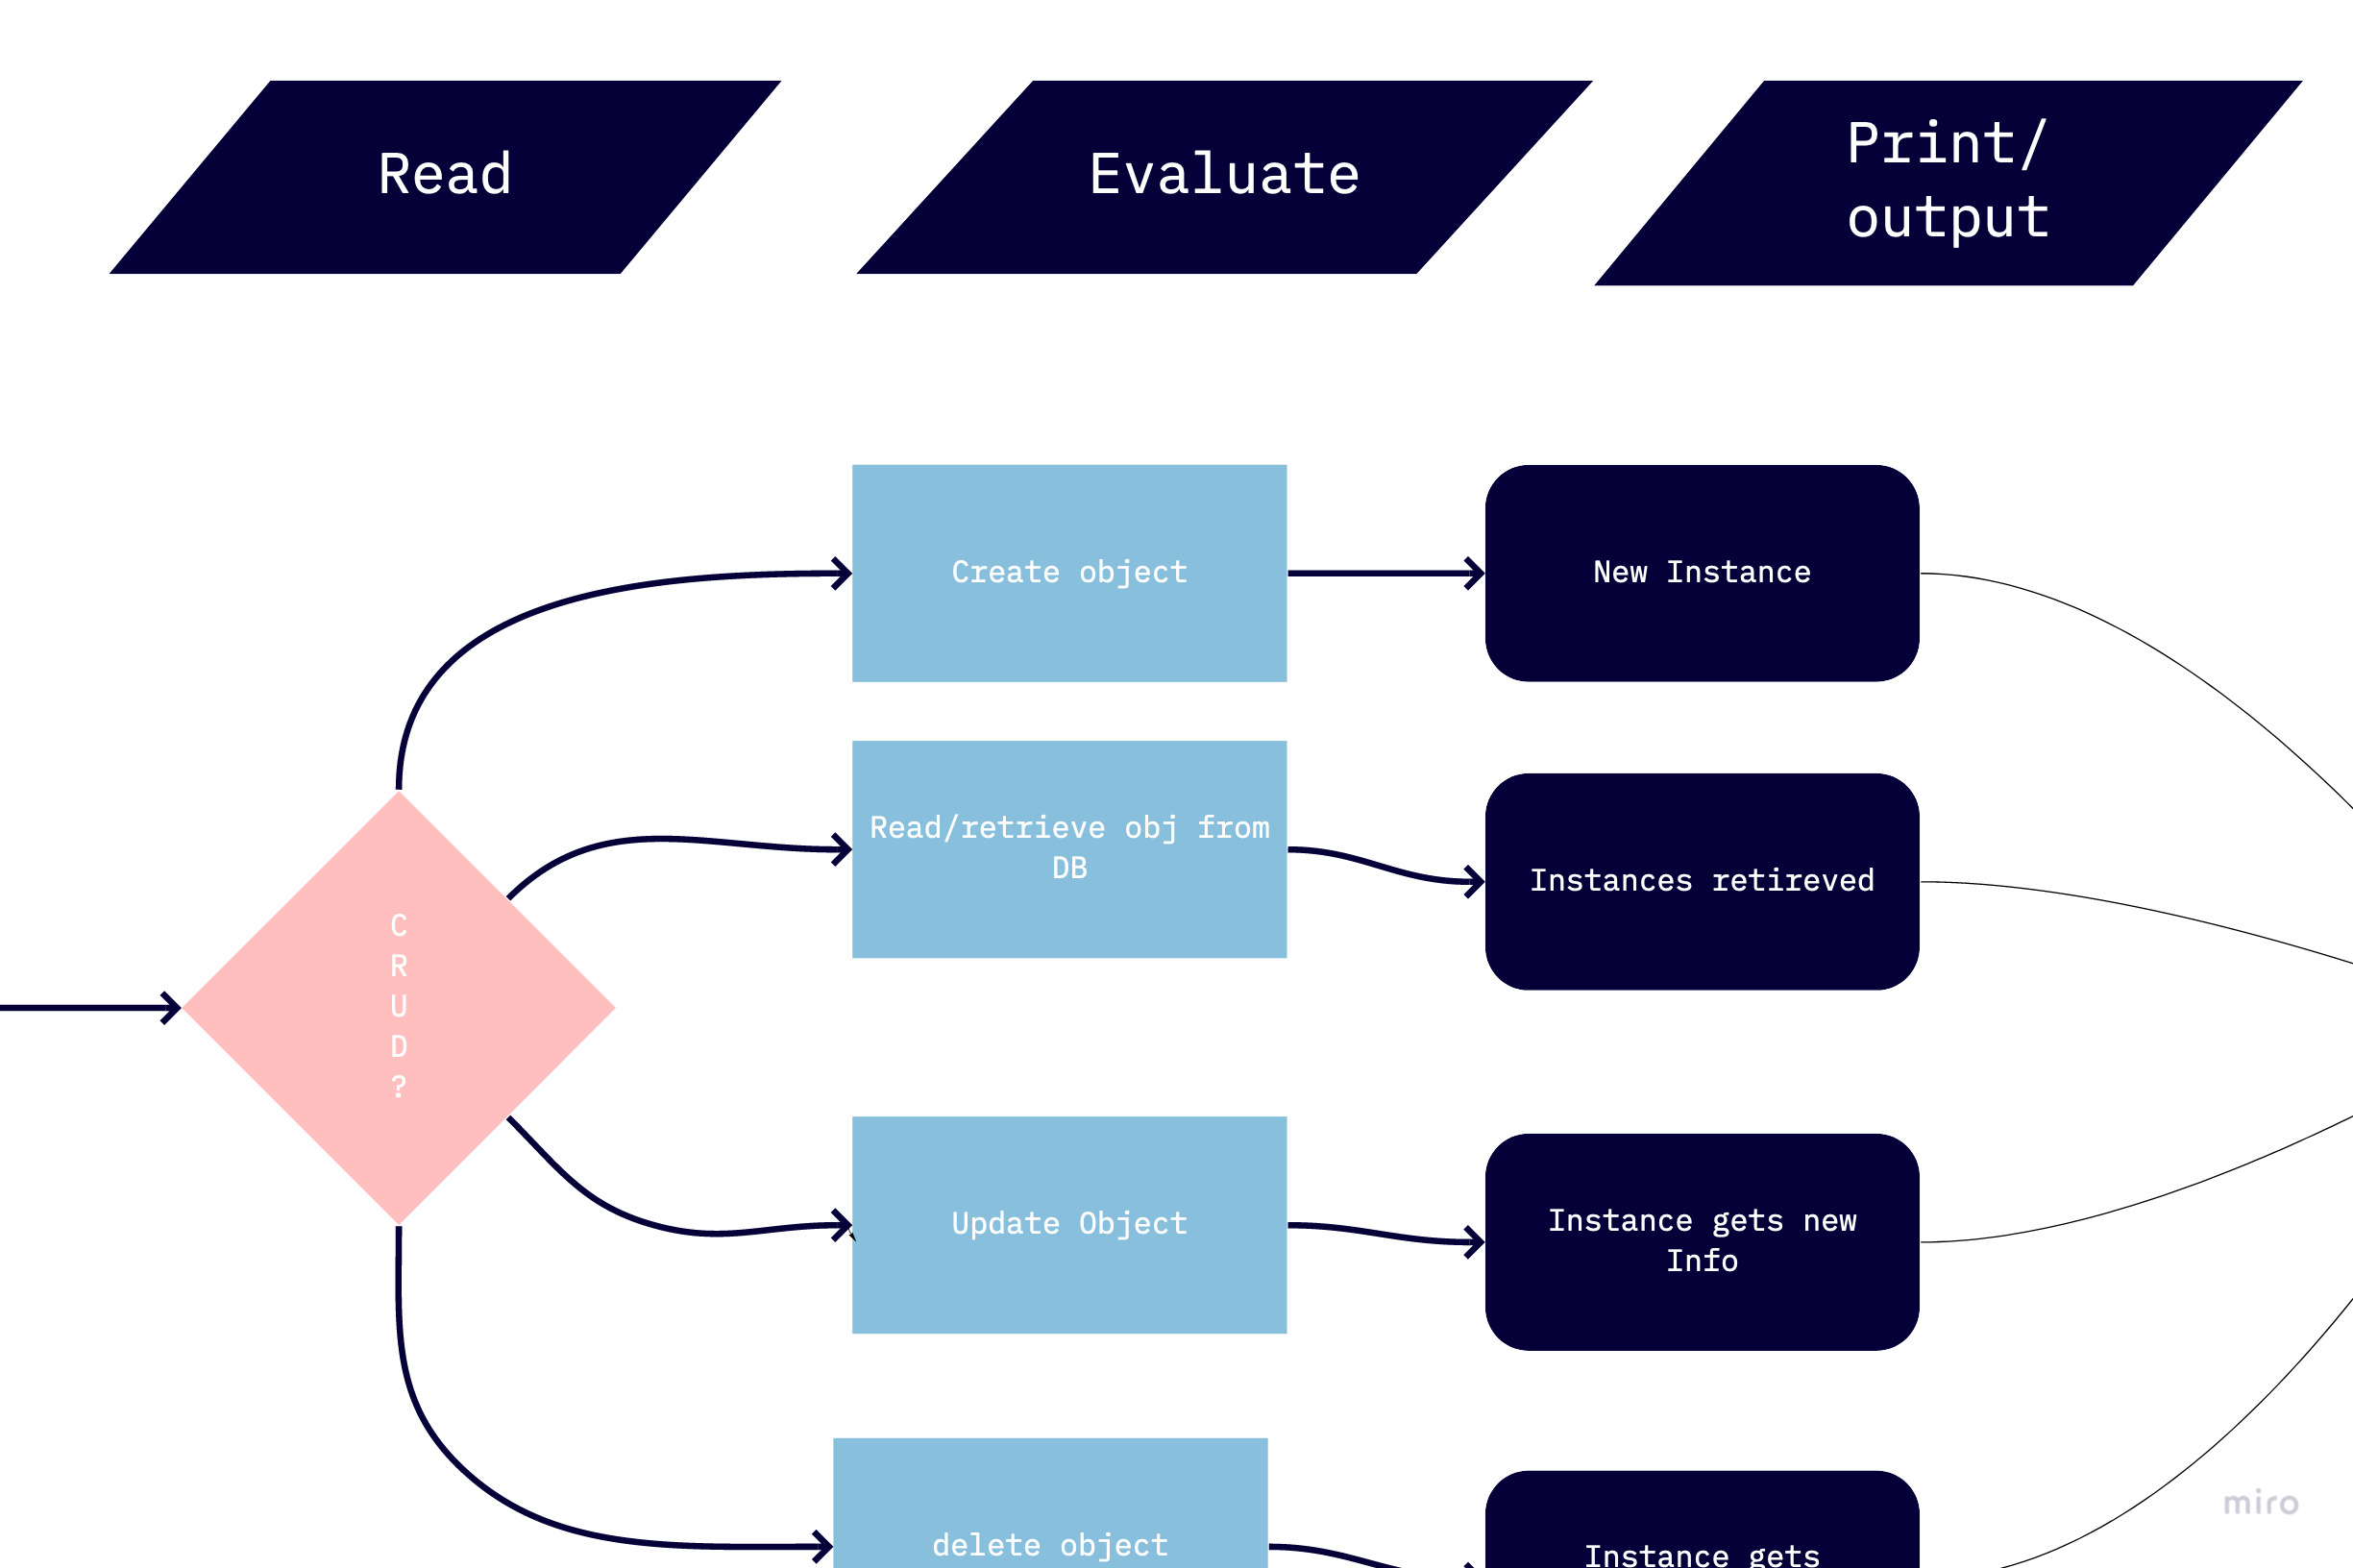 Read
Evaluate
Print/
output
Create object
New Instance
Read/retrieve obj from
DB
Instances retireved
C
R
U
D
?
Update Object
Instance gets new
Info
delete object
Instance gets
miro